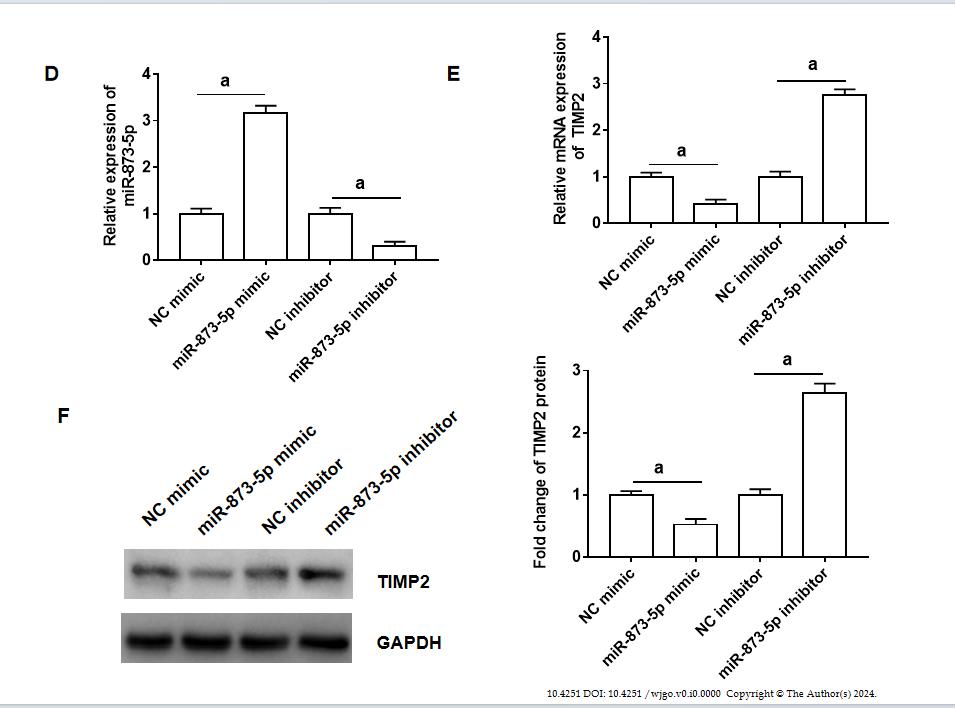 D
Relative expression of
miR-873-5p
4
3
2
1
0
a
a
NC mimic
miR-873-5p mimic
NC inhibitor
miR-873-5p inhibitor
E
Relative mRNA expression
of TIMP2
4
3
2
1
0
a
a
NC mimic
miR-873-5p mimic
NC inhibitor
miR-873-5p inhibitor
F
NC mimic
miR-873-5p mimic
NC inhibitor
miR-873-5p inhibitor
TIMP2
GAPDH
Fold change of TIMP2 protein
3
2
1
0
a
a
NC mimic
miR-873-5p mimic
NC inhibitor
miR-873-5p inhibitor
10.4251 DOI: 10.4251 /wjgo.v0.i0.0000 Copyright © The Author(s) 2024.